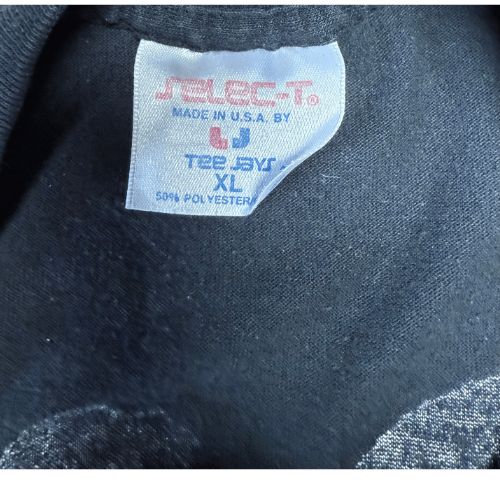 SELEC-T®
MADE IN U.S.A. BY
TEE JAYS
XL
50% POLYESTER/